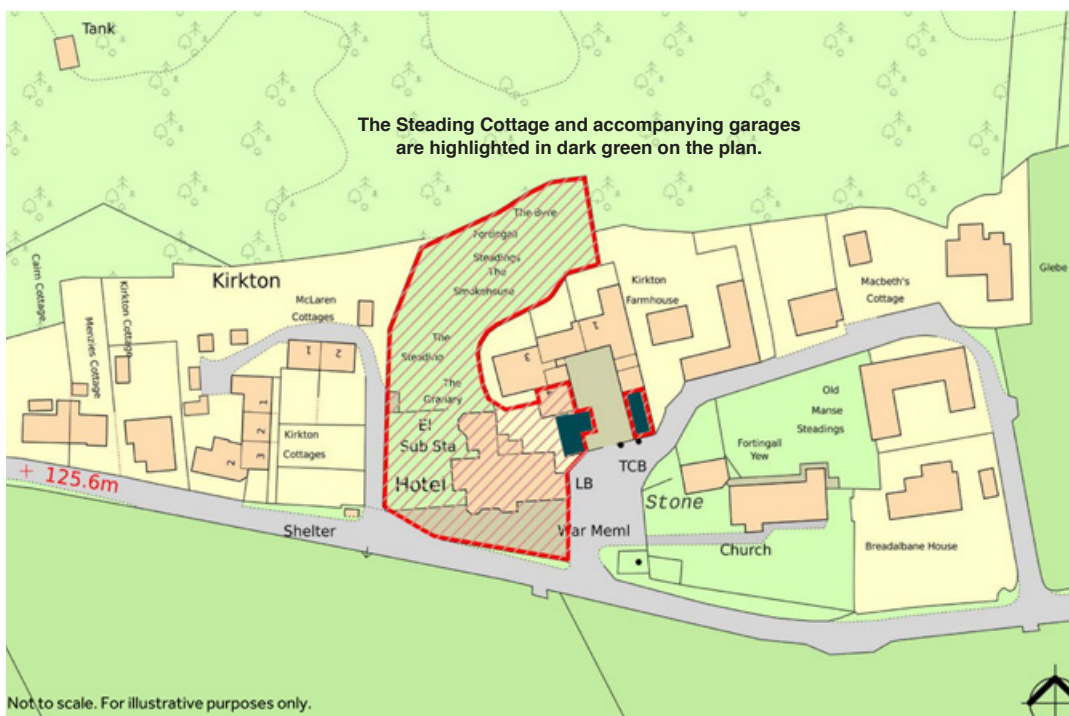 Tank
The Steading Cottage and accompanying garages
are highlighted in dark green on the plan.
The Byre
Fortingall
Steadings
The
Smokehouse
Kirkton
Cairn Cottage
Menzies Cottage
Kirkton Cottage
McLaren
Cottages
1
2
The
Steading
The
Granary
El
Sub Sta
Hotel
Kirkton
Farmhouse
1
3
4
Macbeth's
Cottage
Glebe
1
2
3
2
Kirkton
Cottages
+ 125.6m
Shelter
TCB
LB
War Meml
Stone
Old
Manse
Steadings
Fortingall
Yew
Church
Breadalbane House
Not to scale. For illustrative purposes only.